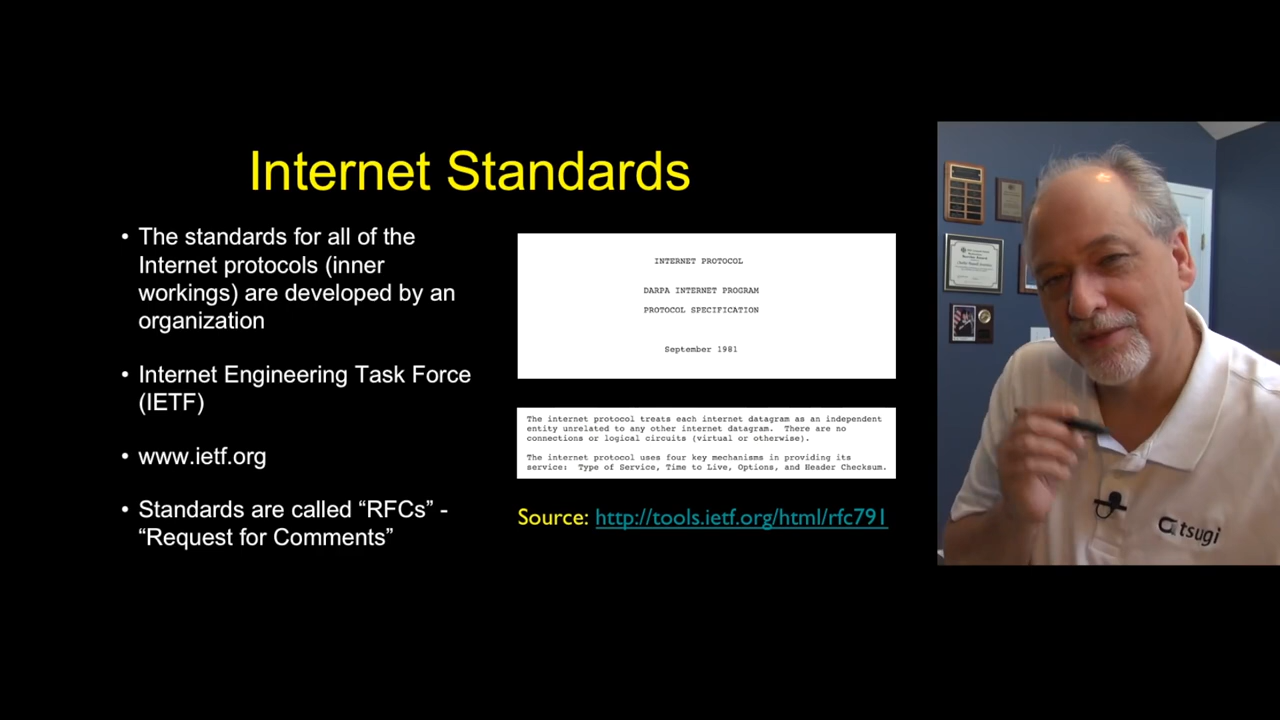 Internet Standards
• The standards for all of the
Internet protocols (inner
workings) are developed by an
organization
• Internet Engineering Task Force
(IETF)
• www.ietf.org
• Standards are called “RFCs” -
“Request for Comments”
INTERNET PROTOCOL
DARPA INTERNET PROGRAM
PROTOCOL SPECIFICATION
September 1981
The internet protocol treats each internet datagram as an independent
entity unrelated to any other internet datagram.  There are no
connections or logical circuits (virtual or otherwise).
The internet protocol uses four key mechanisms in providing its
service:  Type of Service, Time to Live, Options, and Header Checksum.
Source: http://tools.ietf.org/html/rfc791
tsugi